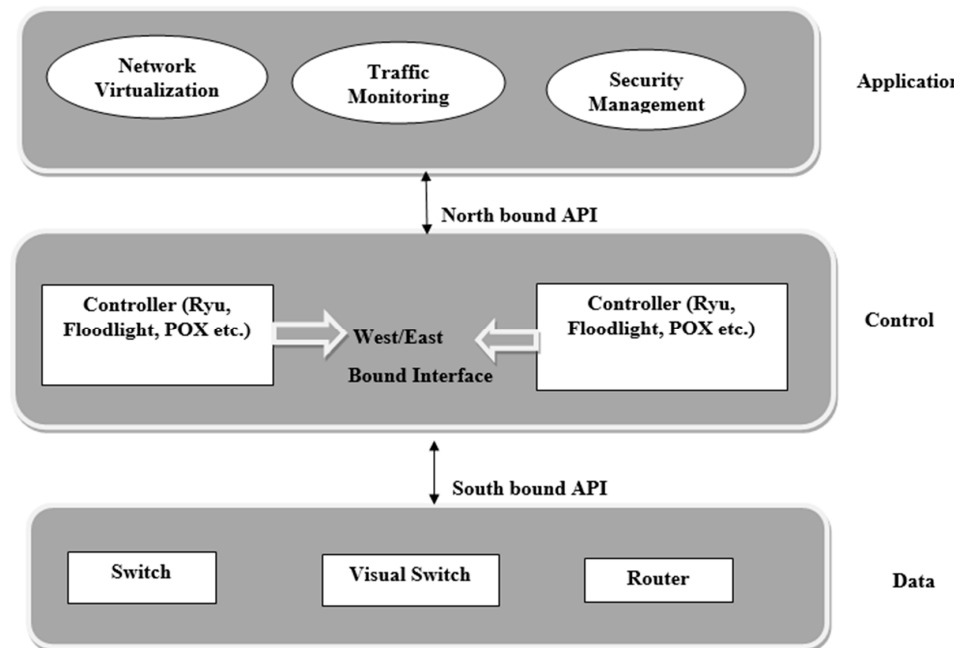 Network
Virtualization
Traffic
Monitoring
Security
Management
Application
North bound API
Controller (Ryu,
Floodlight, POX etc.)
West/East
Bound Interface
Controller (Ryu,
Floodlight, POX etc.)
Control
South bound API
Switch
Visual Switch
Router
Data